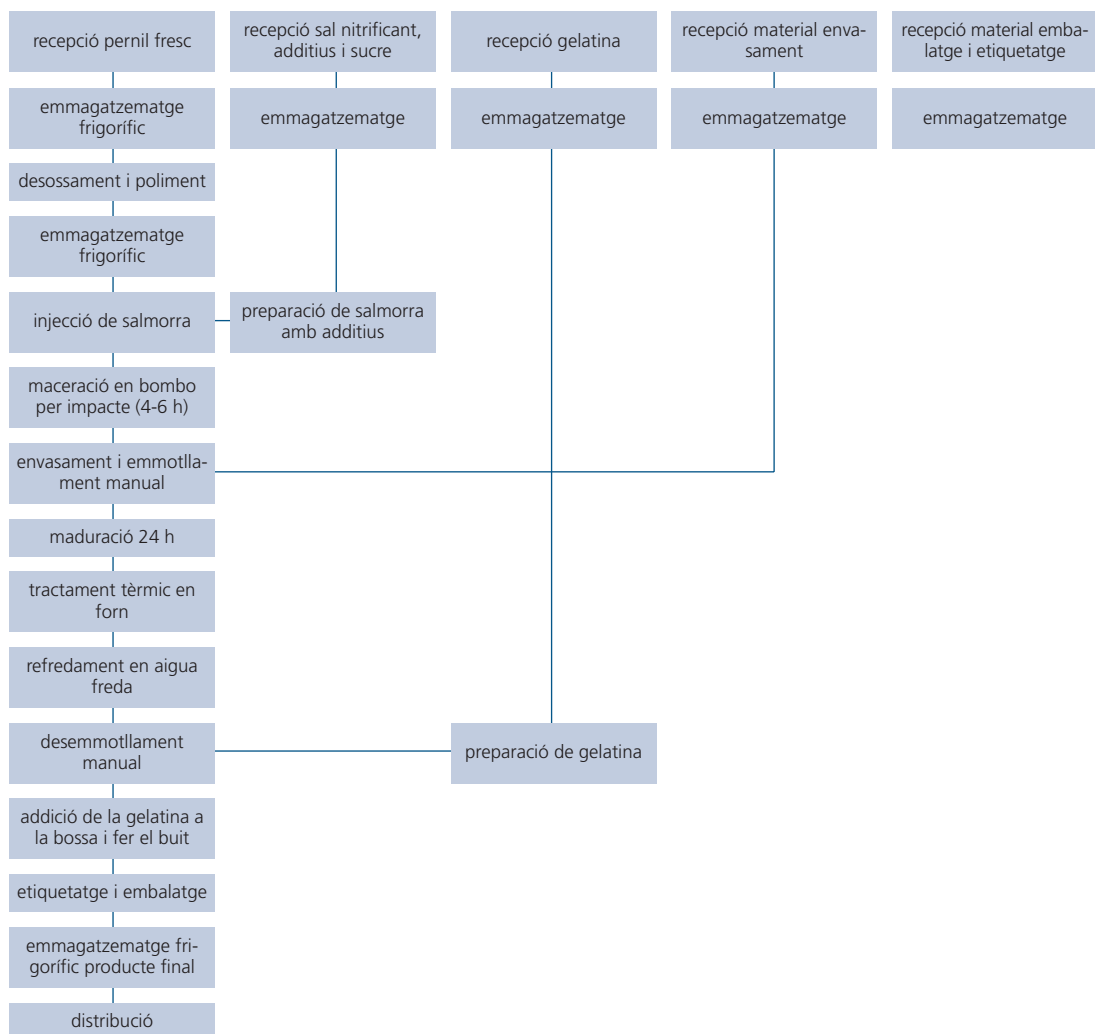 recepció pernil fresc
recepció sal nitrificant,
additius i sucre
recepció gelatina
recepció material enva-
sament
recepció material emba-
latge i etiquetatge
emmagatzematge
frigorífic
emmagatzematge
emmagatzematge
emmagatzematge
emmagatzematge
desossament i poliment
emmagatzematge
frigorífic
injecció de salmorra
preparació de salmorra
amb additius
maceració en bombo
per impacte (4-6 h)
envasament i emmotlla-
ment manual
maduració 24 h
tractament tèrmic en
forn
refredament en aigua
freda
desemmotllament
manual
preparació de gelatina
addició de la gelatina a
la bossa i fer el buit
etiquetatge i embalatge
emmagatzematge fri-
gorífic producte final
distribució